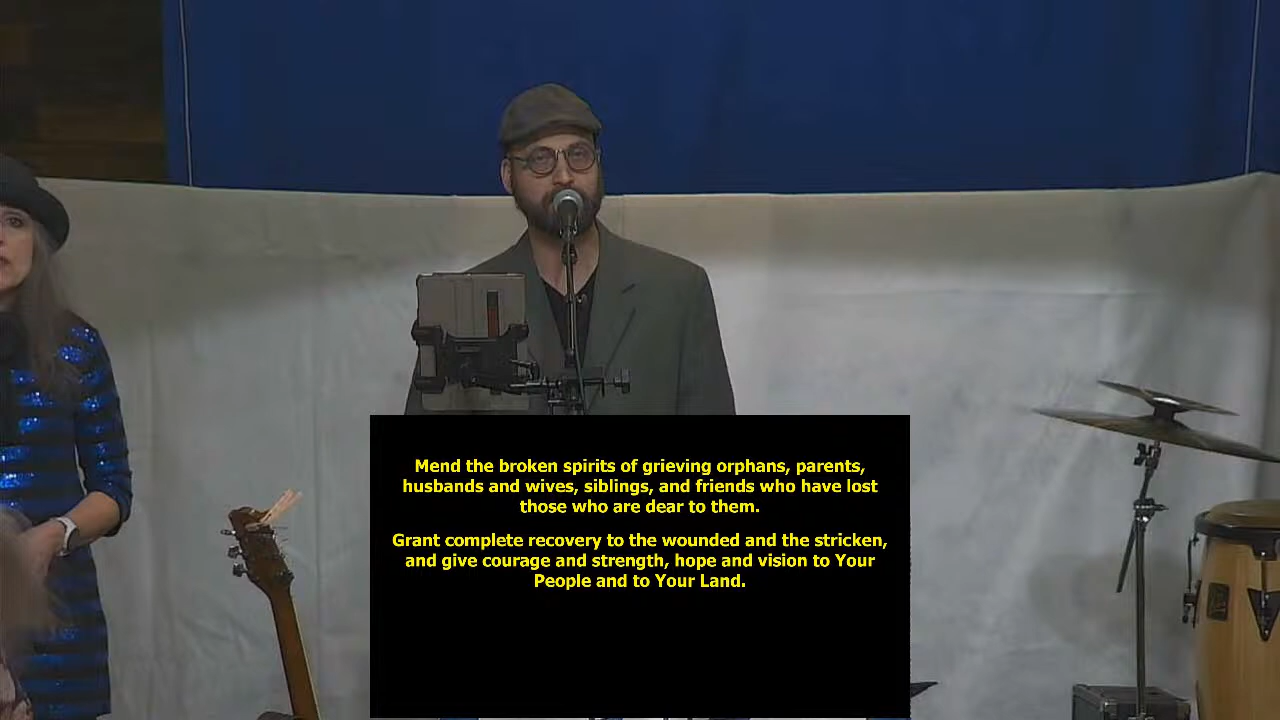 Mend the broken spirits of grieving orphans, parents,
husbands and wives, siblings, and friends who have lost
those who are dear to them.
Grant complete recovery to the wounded and the stricken,
and give courage and strength, hope and vision to Your
People and to Your Land.